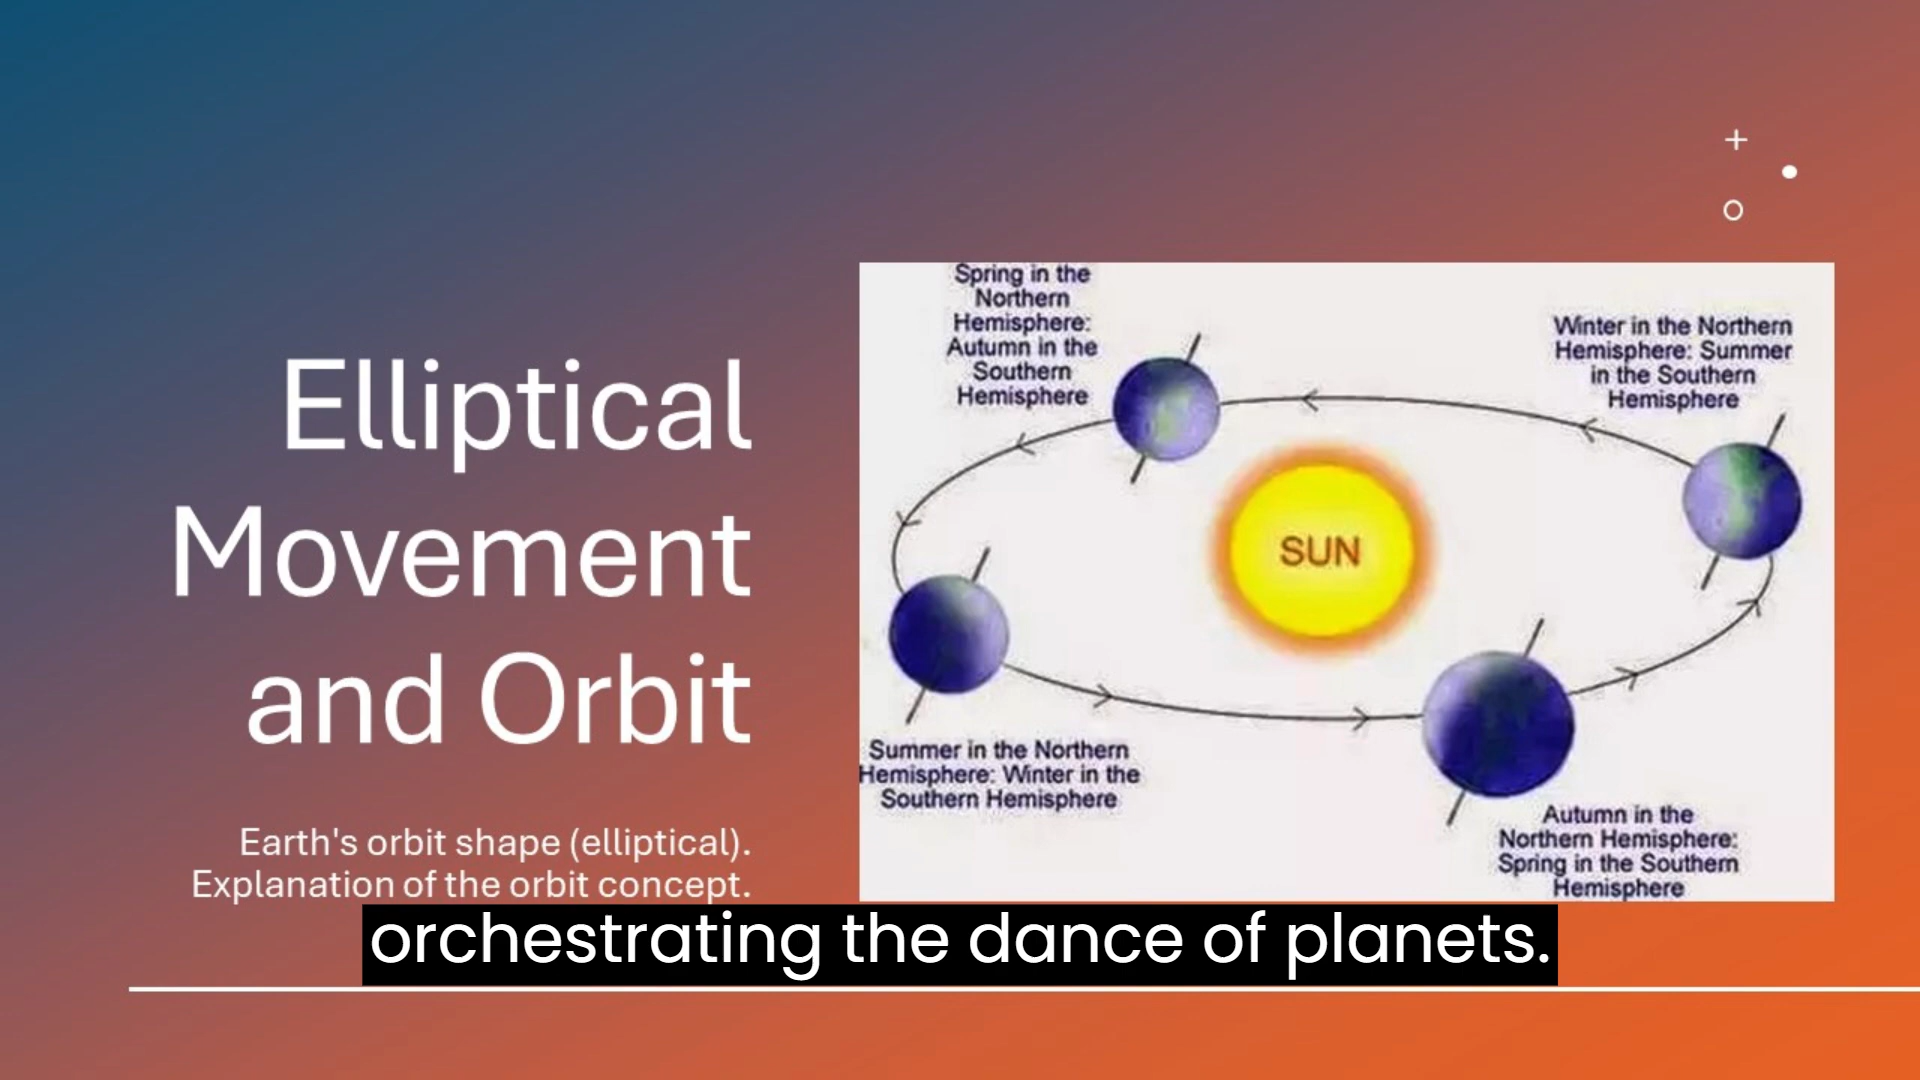 Elliptical
Movement
and Orbit
Earth's orbit shape (elliptical).
Explanation of the orbit concept.
Spring in the
Northern
Hemisphere:
Autumn in the
Southern
Hemisphere
Winter in the Northern
Hemisphere: Summer
in the Southern
Hemisphere
SUN
Summer in the Northern
Hemisphere: Winter in the
Southern Hemisphere
Autumn in the
Northern Hemisphere:
Spring in the Southern
Hemisphere
orchestrating the dance of planets.